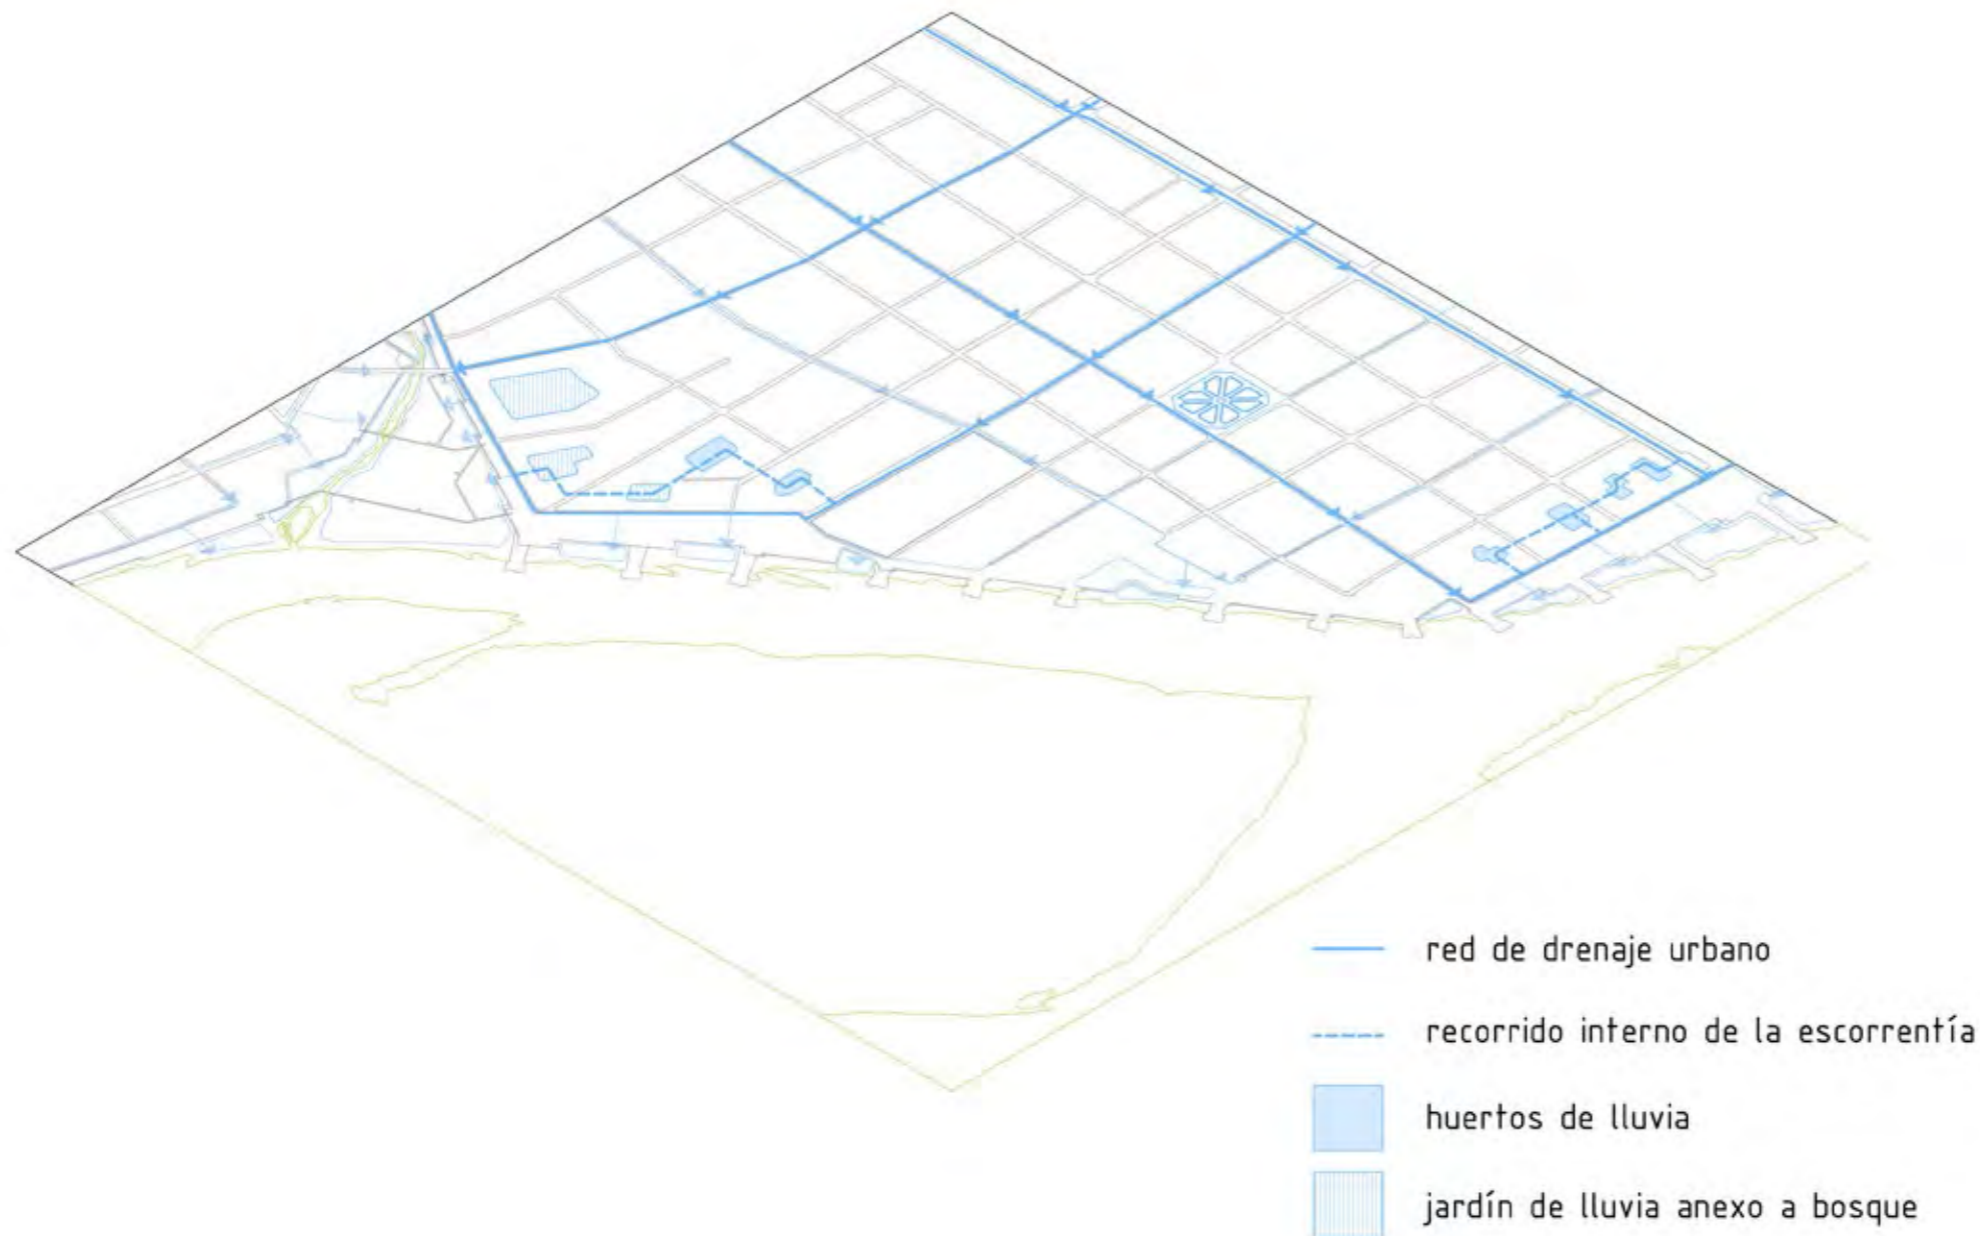 red de drenaje urbano
recorrido interno de la escorrentía
huertos de lluvia
jardín de lluvia anexo a bosque